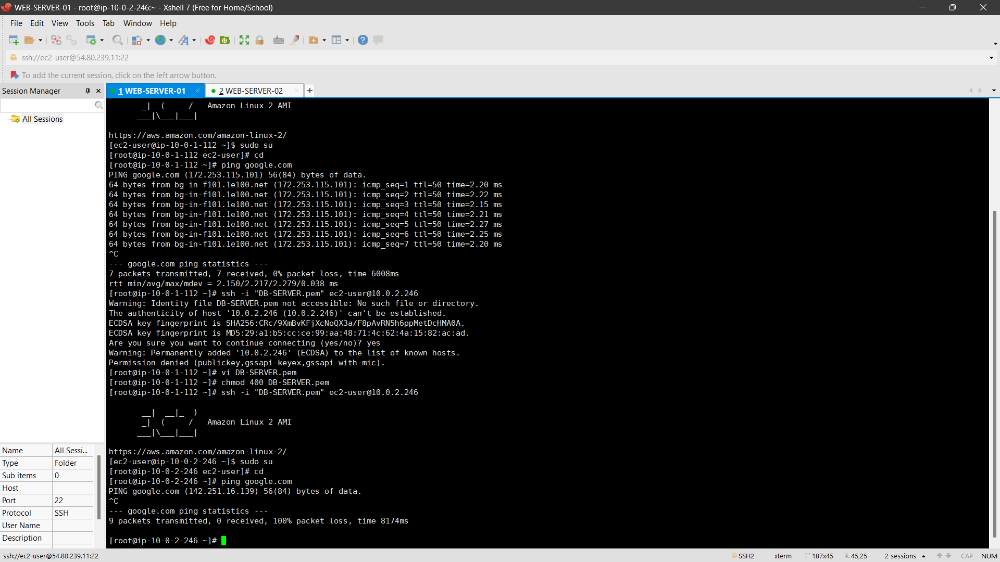 WEB-SERVER-01 - root@ip-10-0-2-246:~ - Xshell 7 (Free for Home/School)
File Edit View Tools Tab Window Help
ssh://ec2-user@54.80.239.11:22
To add the current session, click on the left arrow button.
Session Manager
1 WEB-SERVER-01
2 WEB-SERVER-02
All Sessions
       _|  (     /   Amazon Linux 2 AMI
      ___|\___|___|
https://aws.amazon.com/amazon-linux-2/
[ec2-user@ip-10-0-1-112 ~]$ sudo su
[root@ip-10-0-1-112 ec2-user]# cd
[root@ip-10-0-1-112 ~]# ping google.com
PING google.com (172.253.115.101) 56(84) bytes of data.
64 bytes from bg-in-f101.1e100.net (172.253.115.101): icmp_seq=1 ttl=50 time=2.20 ms
64 bytes from bg-in-f101.1e100.net (172.253.115.101): icmp_seq=2 ttl=50 time=2.22 ms
64 bytes from bg-in-f101.1e100.net (172.253.115.101): icmp_seq=3 ttl=50 time=2.15 ms
64 bytes from bg-in-f101.1e100.net (172.253.115.101): icmp_seq=4 ttl=50 time=2.21 ms
64 bytes from bg-in-f101.1e100.net (172.253.115.101): icmp_seq=5 ttl=50 time=2.27 ms
64 bytes from bg-in-f101.1e100.net (172.253.115.101): icmp_seq=6 ttl=50 time=2.25 ms
64 bytes from bg-in-f101.1e100.net (172.253.115.101): icmp_seq=7 ttl=50 time=2.20 ms
^C
--- google.com ping statistics ---
7 packets transmitted, 7 received, 0% packet loss, time 6008ms
rtt min/avg/max/mdev = 2.150/2.217/2.279/0.038 ms
[root@ip-10-0-1-112 ~]# ssh -i "DB-SERVER.pem" ec2-user@10.0.2.246
Warning: Identity file DB-SERVER.pem not accessible: No such file or directory.
The authenticity of host '10.0.2.246 (10.0.2.246)' can't be established.
ECDSA key fingerprint is SHA256:CRc/9XmBvKFjXcNoQX3a/F8pAvRN5h6ppMetDcHMA0A.
ECDSA key fingerprint is MD5:29:a1:b5:cc:ce:99:aa:48:71:4c:62:4a:15:82:ac:ad.
Are you sure you want to continue connecting (yes/no)? yes
Warning: Permanently added '10.0.2.246' (ECDSA) to the list of known hosts.
Permission denied (publickey,gssapi-keyex,gssapi-with-mic).
[root@ip-10-0-1-112 ~]# vi DB-SERVER.pem
[root@ip-10-0-1-112 ~]# chmod 400 DB-SERVER.pem
[root@ip-10-0-1-112 ~]# ssh -i "DB-SERVER.pem" ec2-user@10.0.2.246
       __|  __|_  )
       _|  (     /   Amazon Linux 2 AMI
      ___|\___|___|
https://aws.amazon.com/amazon-linux-2/
[ec2-user@ip-10-0-2-246 ~]$ sudo su
[root@ip-10-0-2-246 ec2-user]# cd
[root@ip-10-0-2-246 ~]# ping google.com
PING google.com (142.251.16.139) 56(84) bytes of data.
^C
--- google.com ping statistics ---
9 packets transmitted, 0 received, 100% packet loss, time 8174ms
[root@ip-10-0-2-246 ~]#
Name All Sessi...
Type Folder
Sub items 0
Host
Port 22
Protocol SSH
User Name
Description
ssh://ec2-user@54.80.239.11:22
SSH2 xterm 187x45 45,25 2 sessions CAP NUM